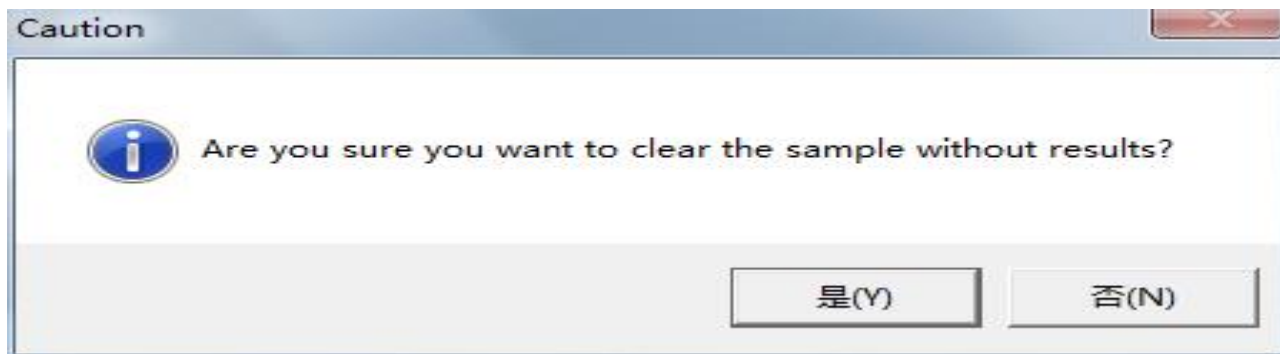 Caution
Are you sure you want to clear the sample without results?
是(Y)
否(N)